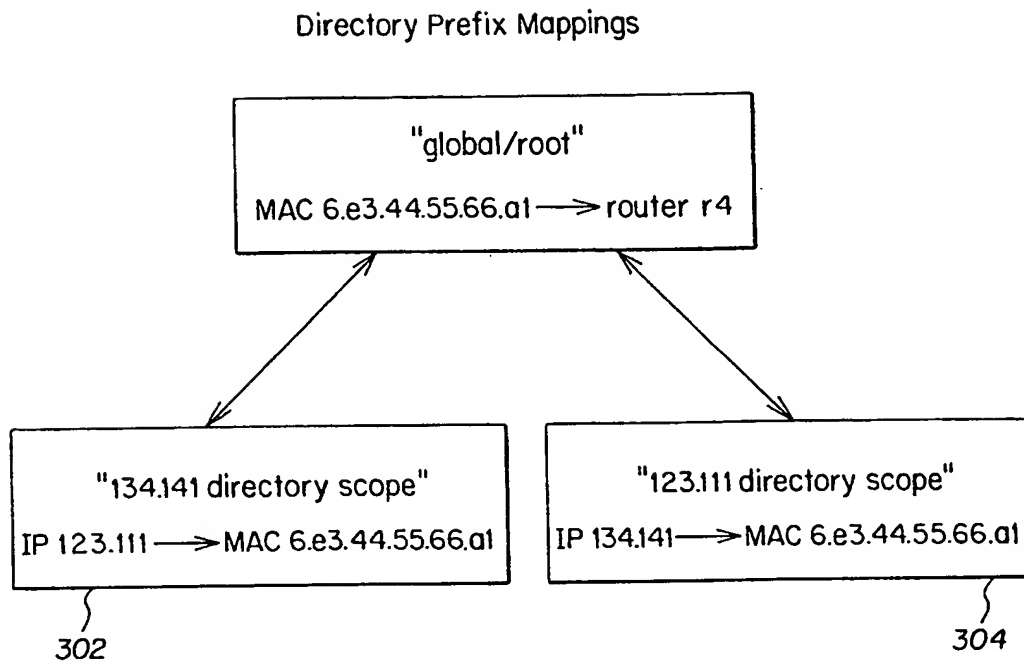 Directory Prefix Mappings
"global/root"
MAC 6.e3.44.55.66.a1 → router r4
"134.141 directory scope"
IP 123.111 → MAC 6.e3.44.55.66.a1
302
"123.111 directory scope"
IP 134.141 → MAC 6.e3.44.55.66.a1
304